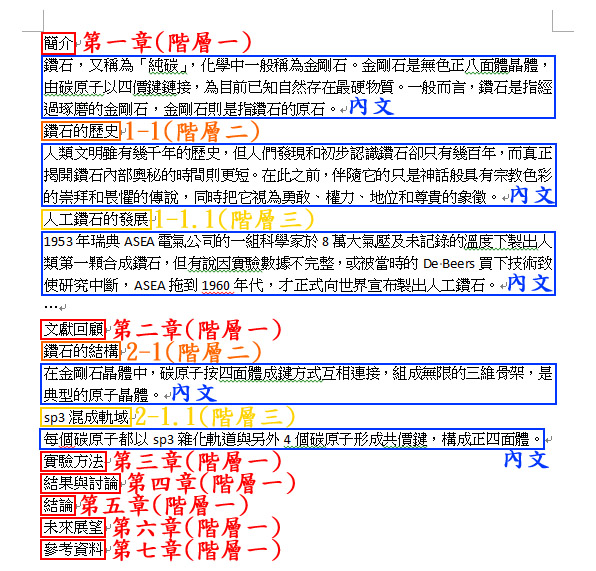 簡介 第一章(階層一)
鑽石，又稱為「純碳」，化學中一般稱為金剛石。金剛石是無色正八面體晶體，
由碳原子以四價鍵鏈接，為目前已知自然存在最硬物質。一般而言，鑽石是指經
過琢磨的金剛石，金剛石則是指鑽石的原石。 內文
鑽石的歷史 1-1(階層二)
人類文明雖有幾千年的歷史，但人們發現和初步認識鑽石卻只有幾百年，而真正
揭開鑽石內部奧秘的時間則更短。在此之前，伴隨它的只是神話般具有宗教色彩
的崇拜和畏懼的傳說，同時把它視為勇敢、權力、地位和尊貴的象徵。 內文
人工鑽石的發展 1-1.1(階層三)
1953 年瑞典 ASEA 電氣公司的一組科學家於 8 萬大氣壓及未記錄的溫度下製出人
類第一顆合成鑽石，但有說因實驗數據不完整，或被當時的 De Beers 買下技術致
使研究中斷，ASEA 拖到 1960 年代，才正式向世界宣布製出人工鑽石。 內文
…
文獻回顧 第二章(階層一)
鑽石的結構 2-1(階層二)
在金剛石晶體中，碳原子按四面體成鍵方式互相連接，組成無限的三維骨架，是
典型的原子晶體。 內文
sp3 混成軌域 2-1.1(階層三)
每個碳原子都以 sp3 雜化軌道與另外 4 個碳原子形成共價鍵，構成正四面體。
實驗方法 第三章(階層一) 內文
結果與討論 第四章(階層一)
結論 第五章(階層一)
未來展望 第六章(階層一)
參考資料 第七章(階層一)